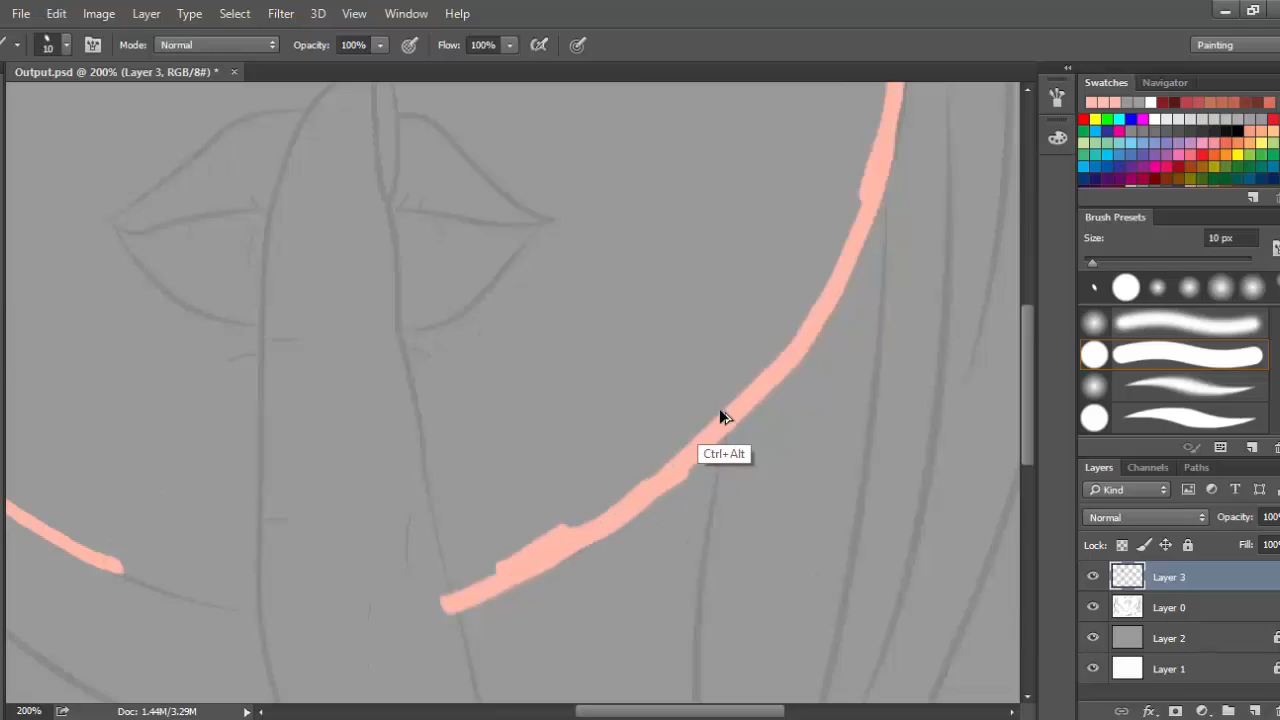 File Edit Image Layer Type Select Filter 3D View Window Help
10 Mode: Normal Opacity: 100% Flow: 100% Painting
Output.psd @ 200% (Layer 3, RGB/8#) * ×
Swatches Navigator
Brush Presets
Size: 10 px
Ctrl+Alt
Layers Channels Paths
Kind
Normal Opacity: 100%
Lock: Fill: 100%
Layer 3
Layer 0
Layer 2
Layer 1
200% Doc: 1.44M/3.29M